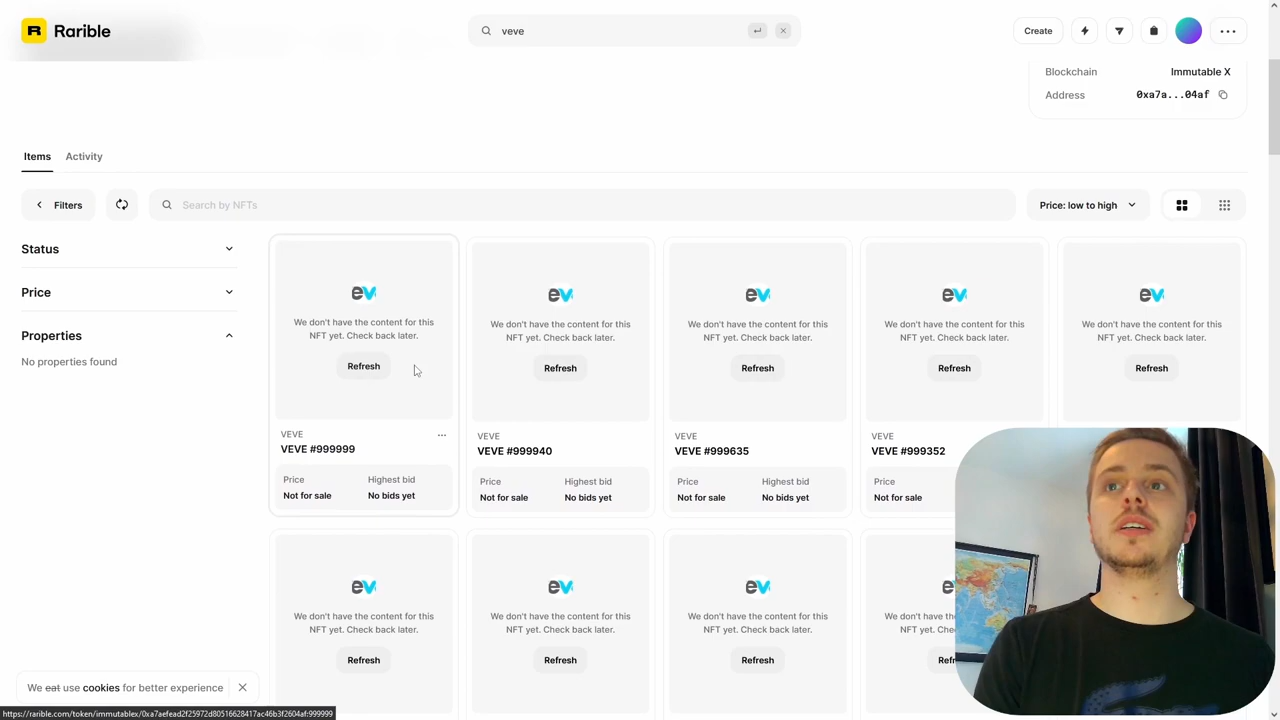 Rarible
veve
Create
Blockchain
Immutable X
Address
0xa7a...04af
Items
Activity
Filters
Search by NFTs
Price: low to high
Status
Price
Properties
No properties found
ev
We don't have the content for this
NFT yet. Check back later.
Refresh
VEVE
VEVE #999999
Price
Highest bid
Not for sale
No bids yet
ev
We don't have the content for this
NFT yet. Check back later.
Refresh
VEVE
VEVE #999940
Price
Highest bid
Not for sale
No bids yet
ev
We don't have the content for this
NFT yet. Check back later.
Refresh
VEVE
VEVE #999635
Price
Highest bid
Not for sale
No bids yet
ev
We don't have the content for this
NFT yet. Check back later.
Refresh
VEVE
VEVE #999352
Price
Not for sale
ev
We don't have the content for this
NFT yet. Check back later.
Refresh
ev
We don't have the content for this
NFT yet. Check back later.
Refresh
ev
We don't have the content for this
NFT yet. Check back later.
Refresh
ev
We don't have the content for this
NFT yet. Check back later.
Refresh
We don't have the
NFT yet. Che
We eat use cookies for better experience
https://rarible.com/token/immutablex/0xa7aefead2f25972d80516628417ac46b3f2604af:999999